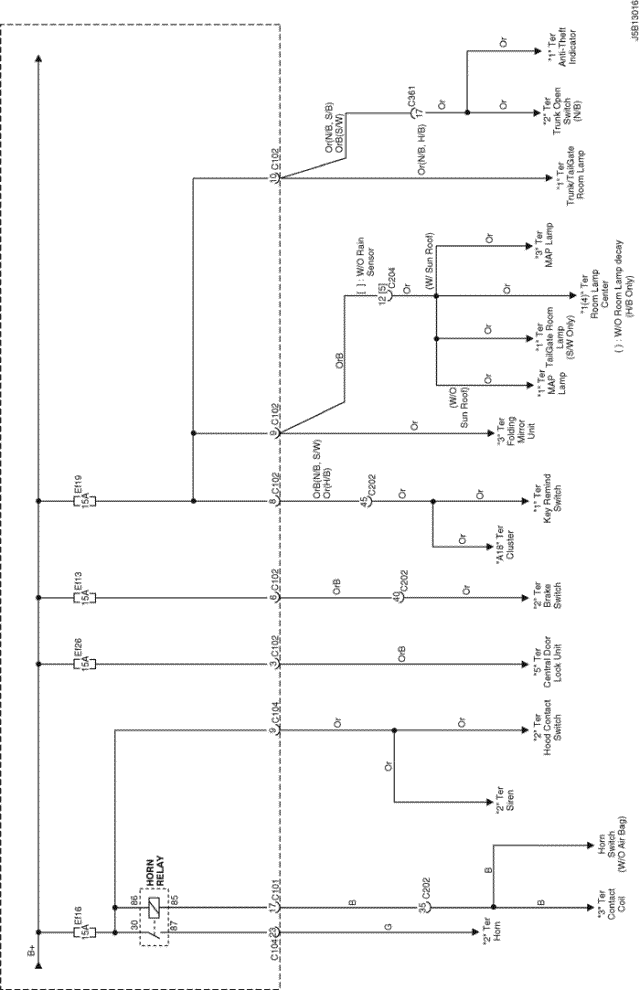 J5B13016
B+
Ef16
15A
HORN
RELAY
30
86
87
85
C104
23
17
C101
G
"2" Ter
Horn
B
35
C202
B
B
"3" Ter
Contact
Coil
Horn
Switch
(W/O Air Bag)
9
C104
Or
Or
Or
"2" Ter
Siren
"2" Ter
Hood Contact
Switch
Ef26
15A
3
C102
OrB
"5" Ter
Central Door
Lock Unit
Ef13
15A
6
C102
OrB
40
C202
Or
"2" Ter
Brake
Switch
Ef19
15A
8
C102
OrB(N/B, S/W)
Or(H/B)
45
C202
Or
Or
Or
"A18" Ter
Cluster
"1" Ter
Key Remind
Switch
9
C102
Or
"3" Ter
Folding
Mirror
Unit
OrB
[ ] : W/O Rain
Sensor
12 [5]
C204
Or
(W/ Sun Roof)
(W/O
Sun Roof)
Or
Or
Or
Or
"1" Ter
MAP
Lamp
"1" Ter
TailGate Room
Lamp
(S/W Only)
"1(4)" Ter
Room Lamp
Center
( ) : W/O Room Lamp decay
(H/B Only)
"3" Ter
MAP Lamp
10
C102
Or(N/B, H/B)
"1" Ter
Trunk/TailGate
Room Lamp
Or(N/B, S/B)
OrB(S/W)
17
C361
Or
Or
Or
"2" Ter
Trunk Open
Switch
(N/B)
"1" Ter
Anti-Theft
Indicator